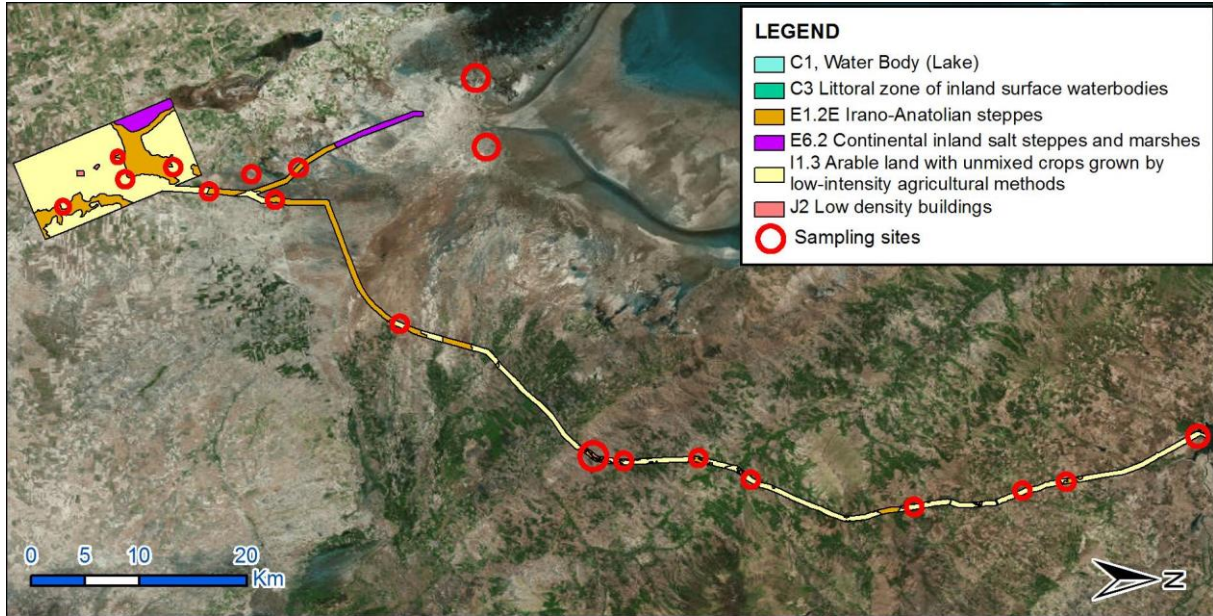 LEGEND
C1, Water Body (Lake)
C3 Littoral zone of inland surface waterbodies
E1.2E Irano-Anatolian steppes
E6.2 Continental inland salt steppes and marshes
I1.3 Arable land with unmixed crops grown by
low-intensity agricultural methods
J2 Low density buildings
Sampling sites
0 5 10 20
Km
N